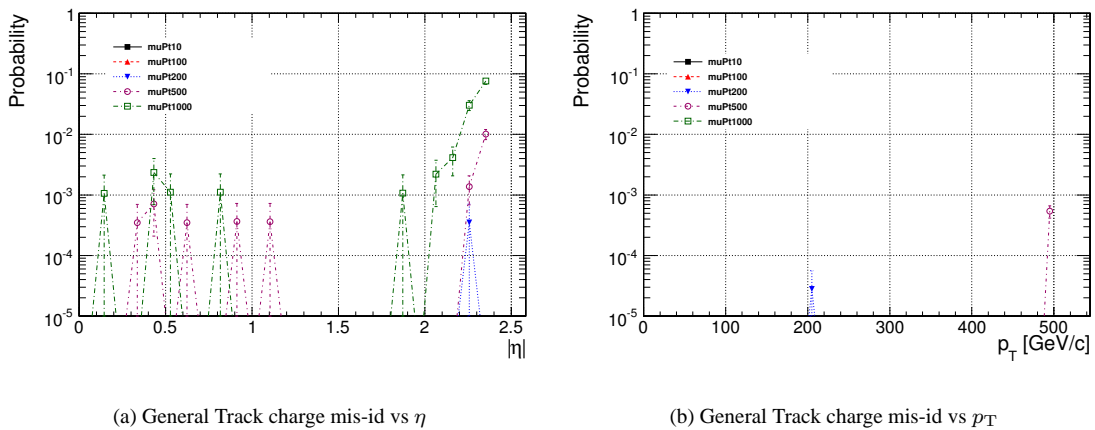 Probability
1
10⁻¹
10⁻²
10⁻³
10⁻⁴
10⁻⁵
muPt10
muPt100
muPt200
muPt500
muPt1000
0 0.5 1 1.5 2 2.5
|η|
(a) General Track charge mis-id vs η
Probability
1
10⁻¹
10⁻²
10⁻³
10⁻⁴
10⁻⁵
muPt10
muPt100
muPt200
muPt500
muPt1000
0 100 200 300 400 500
p_T [GeV/c]
(b) General Track charge mis-id vs p_T